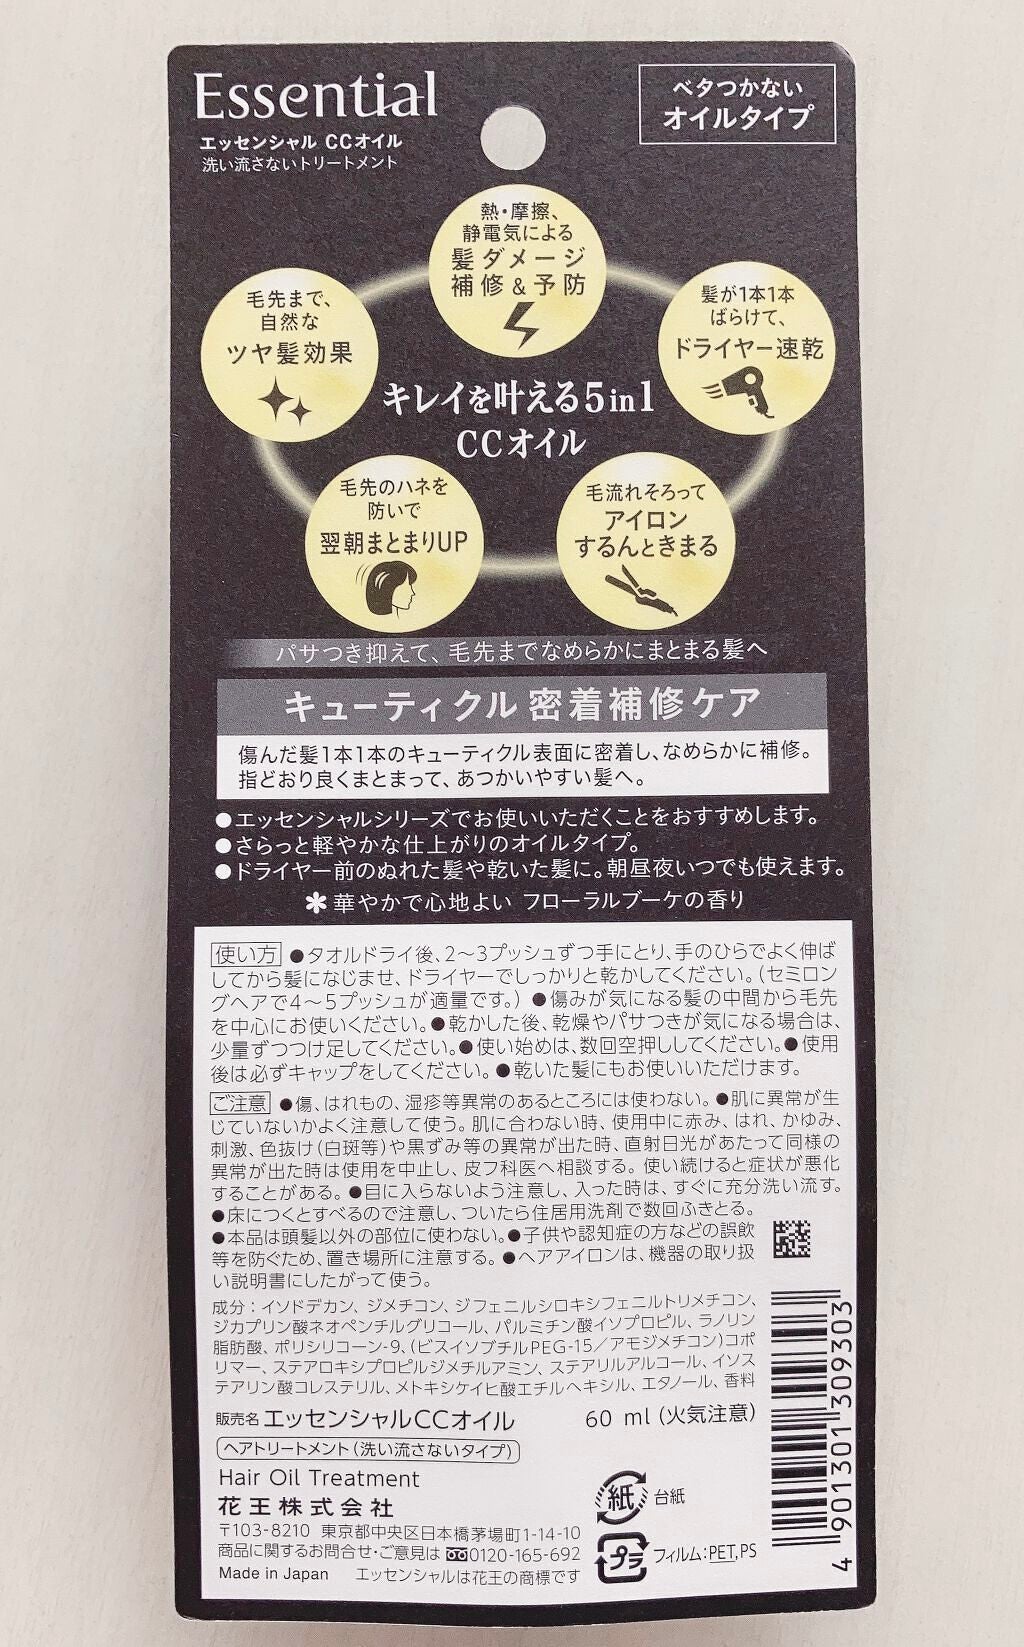 Essential
エッセンシャル CCオイル
洗い流さないトリートメント
ベタつかない
オイルタイプ
熱・摩擦、
静電気による
髪ダメージ
補修&予防
毛先まで、
自然な
ツヤ髪効果
髪が1本1本
ばらけて、
ドライヤー速乾
キレイを叶える5in1
CCオイル
毛先のハネを
防いで
翌朝まとまりUP
毛流れそろって
アイロン
するんときまる
パサつき抑えて、毛先までなめらかにまとまる髪へ
キューティクル 密着補修ケア
傷んだ髪1本1本のキューティクル表面に密着し、なめらかに補修。
指どおり良くまとまって、あつかいやすい髪へ。
●エッセンシャルシリーズでお使いいただくことをおすすめします。
●さらっと軽やかな仕上がりのオイルタイプ。
●ドライヤー前のぬれた髪や乾いた髪に。朝昼夜いつでも使えます。
＊華やかで心地よい フローラルブーケの香り
使い方 ●タオルドライ後、2〜3プッシュずつ手にとり、手のひらでよく伸ば
してから髪になじませ、ドライヤーでしっかりと乾かしてください。(セミロン
グヘアで4〜5プッシュが適量です。) ●傷みが気になる髪の中間から毛先
を中心にお使いください。●乾かした後、乾燥やパサつきが気になる場合は、
少量ずつつけ足してください。●使い始めは、数回空押ししてください。●使用
後は必ずキャップをしてください。●乾いた髪にもお使いいただけます。
ご注意 ●傷、はれもの、湿疹等異常のあるところには使わない。●肌に異常が生
じていないかよく注意して使う。肌に合わない時、使用中に赤み、はれ、かゆみ、
刺激、色抜け(白斑等)や黒ずみ等の異常が出た時、直射日光があたって同様の
異常が出た時は使用を中止し、皮フ科医へ相談する。使い続けると症状が悪化
することがある。●目に入らないよう注意し、入った時は、すぐに充分洗い流す。
●床につくとすべるので注意し、ついたら住居用洗剤で数回ふきとる。
●本品は頭髪以外の部位に使わない。●子供や認知症の方などの誤飲
等を防ぐため、置き場所に注意する。●ヘアアイロンは、機器の取り扱
い説明書にしたがって使う。
成分：イソドデカン、ジメチコン、ジフェニルシロキシフェニルトリメチコン、
ジカプリン酸ネオペンチルグリコール、パルミチン酸イソプロピル、ラノリン
脂肪酸、ポリシリコーン-9、(ビスイソブチルPEG-15／アモジメチコン)コポ
リマー、ステアロキシプロピルジメチルアミン、ステアリルアルコール、イソス
テアリン酸コレステリル、メトキシケイヒ酸エチルヘキシル、エタノール、香料
販売名 エッセンシャルCCオイル 60 ml (火気注意)
ヘアトリートメント(洗い流さないタイプ)
Hair Oil Treatment
花王株式会社
〒103-8210 東京都中央区日本橋茅場町1-14-10
商品に関するお問合せ・ご意見は 0120-165-692
Made in Japan エッセンシャルは花王の商標です
紙 台紙
プラ フィルム:PET,PS
4 901301 309303